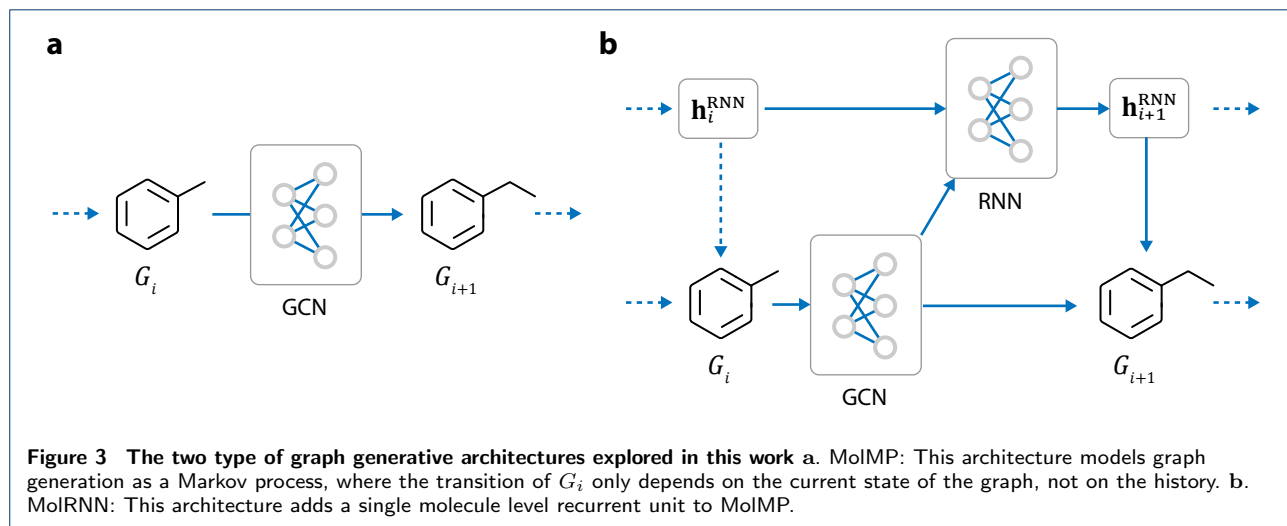 a
G_i
GCN
G_{i+1}
b
h_i^{RNN}
RNN
h_{i+1}^{RNN}
G_i
GCN
G_{i+1}
Figure 3 The two type of graph generative architectures explored in this work a. MolMP: This architecture models graph
generation as a Markov process, where the transition of G_i only depends on the current state of the graph, not on the history. b.
MolRNN: This architecture adds a single molecule level recurrent unit to MolMP.